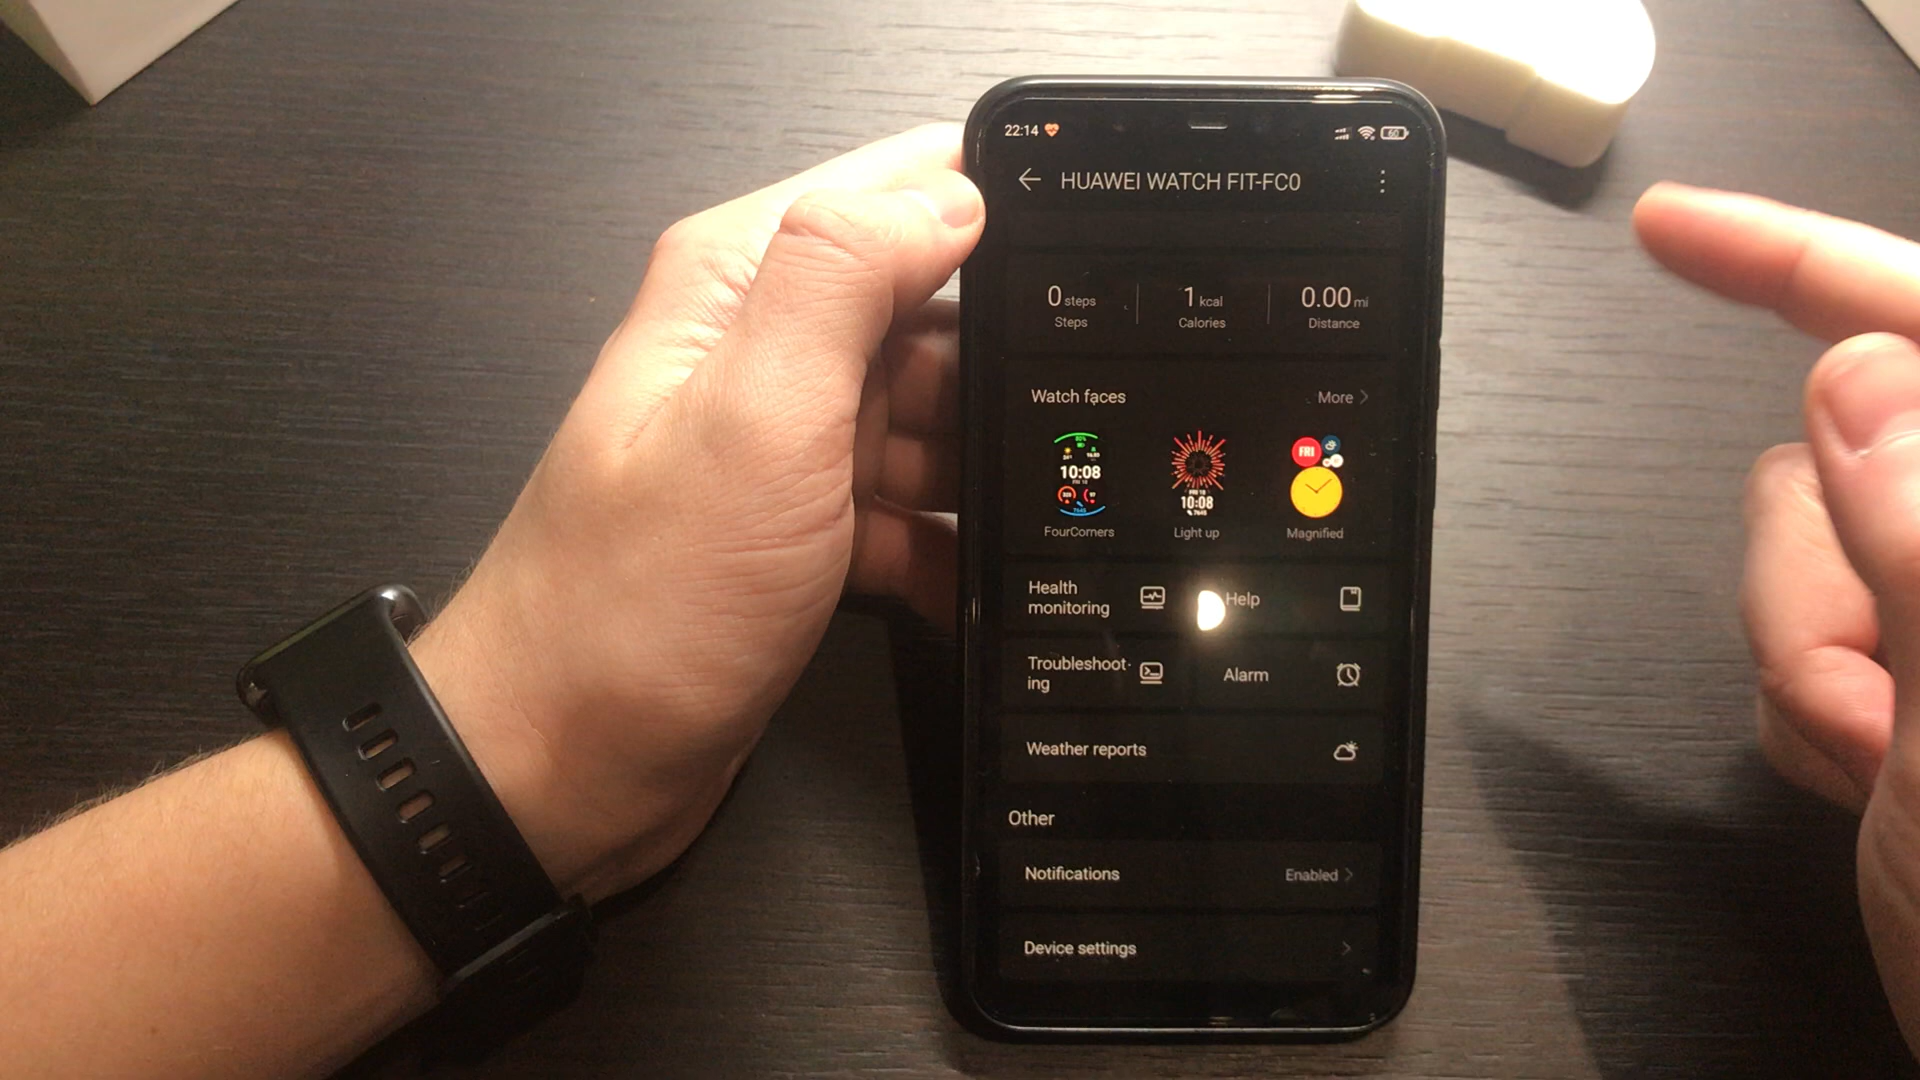 22:14
60
HUAWEI WATCH FIT-FC0
0 steps 1 kcal 0.00 mi
Steps Calories Distance
Watch faces More
FRI
10:08
10:08
FourCorners Light up Magnified
Health
monitoring
Help
Troubleshoot-
ing
Alarm
Weather reports
Other
Notifications Enabled
Device settings